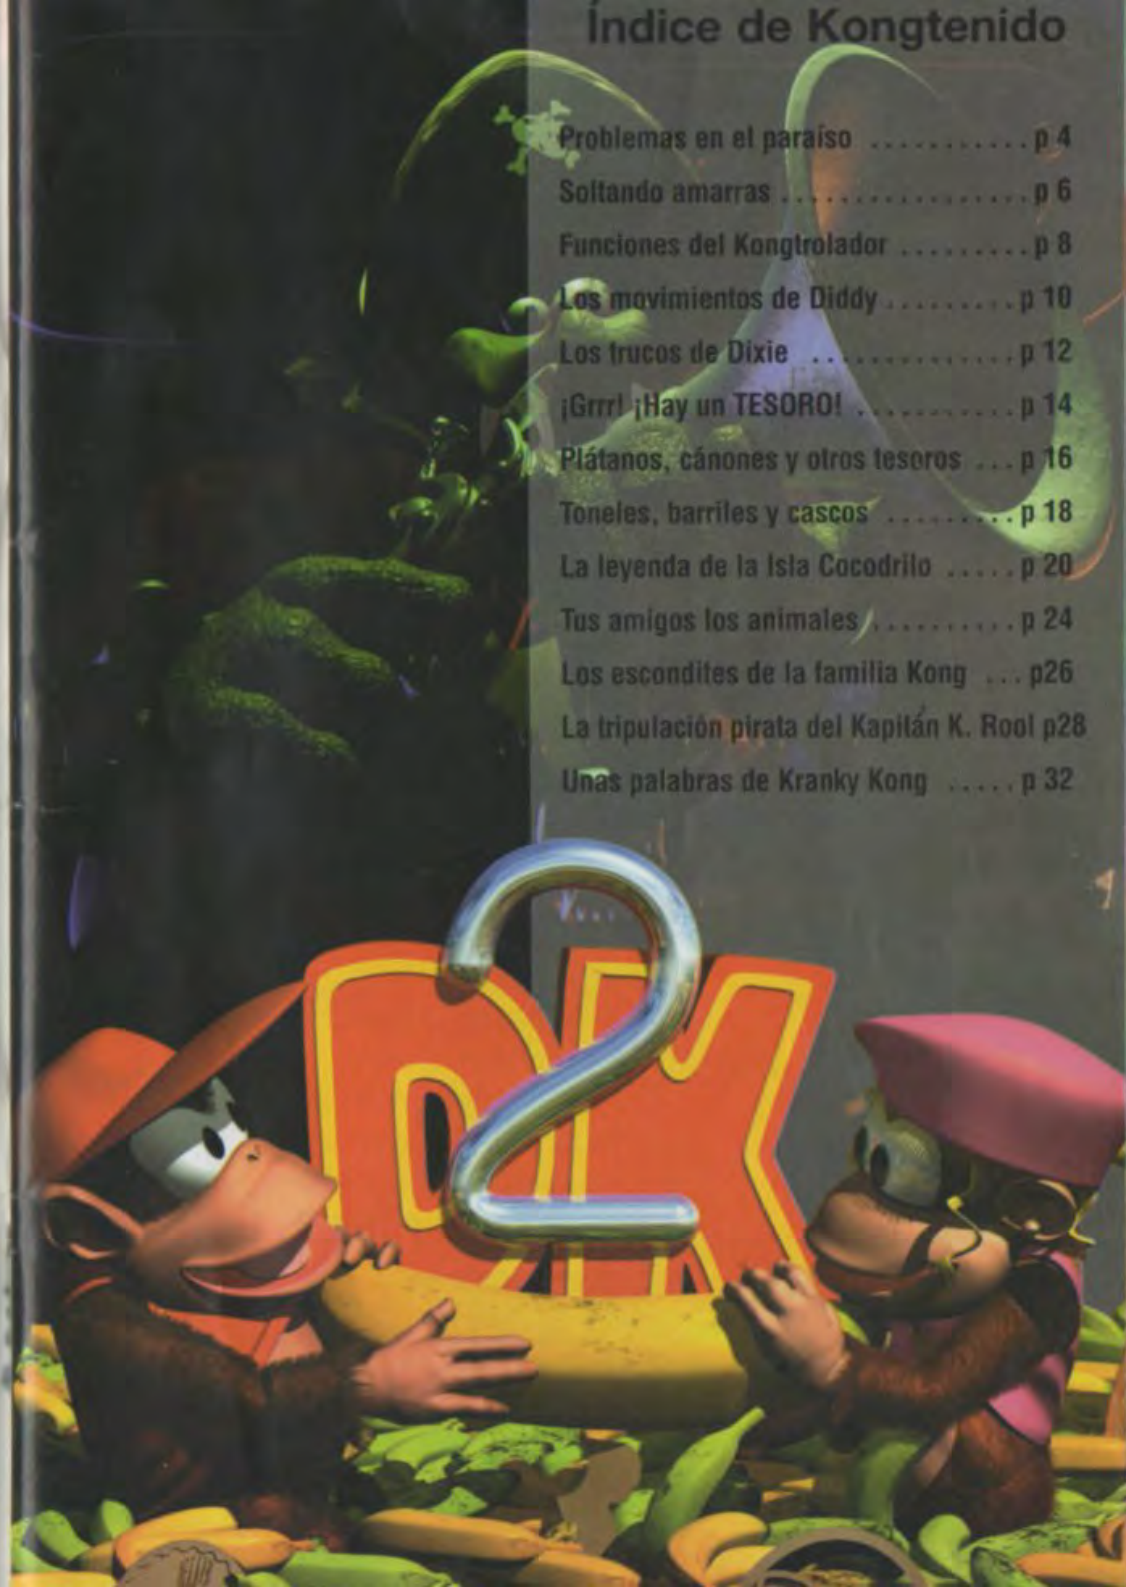 Índice de Kongtenido
Problemas en el paraíso ........... p 4
Soltando amarras ................. p 6
Funciones del Kongtrolador ......... p 8
Los movimientos de Diddy ......... p 10
Los trucos de Dixie .............. p 12
¡Grrr! ¡Hay un TESORO! ........... p 14
Plátanos, cánones y otros tesoros ... p 16
Toneles, barriles y cascos ......... p 18
La leyenda de la Isla Cocodrilo ..... p 20
Tus amigos los animales .......... p 24
Los escondites de la familia Kong ... p26
La tripulación pirata del Kapitán K. Rool p28
Unas palabras de Kranky Kong ..... p 32
DK
2